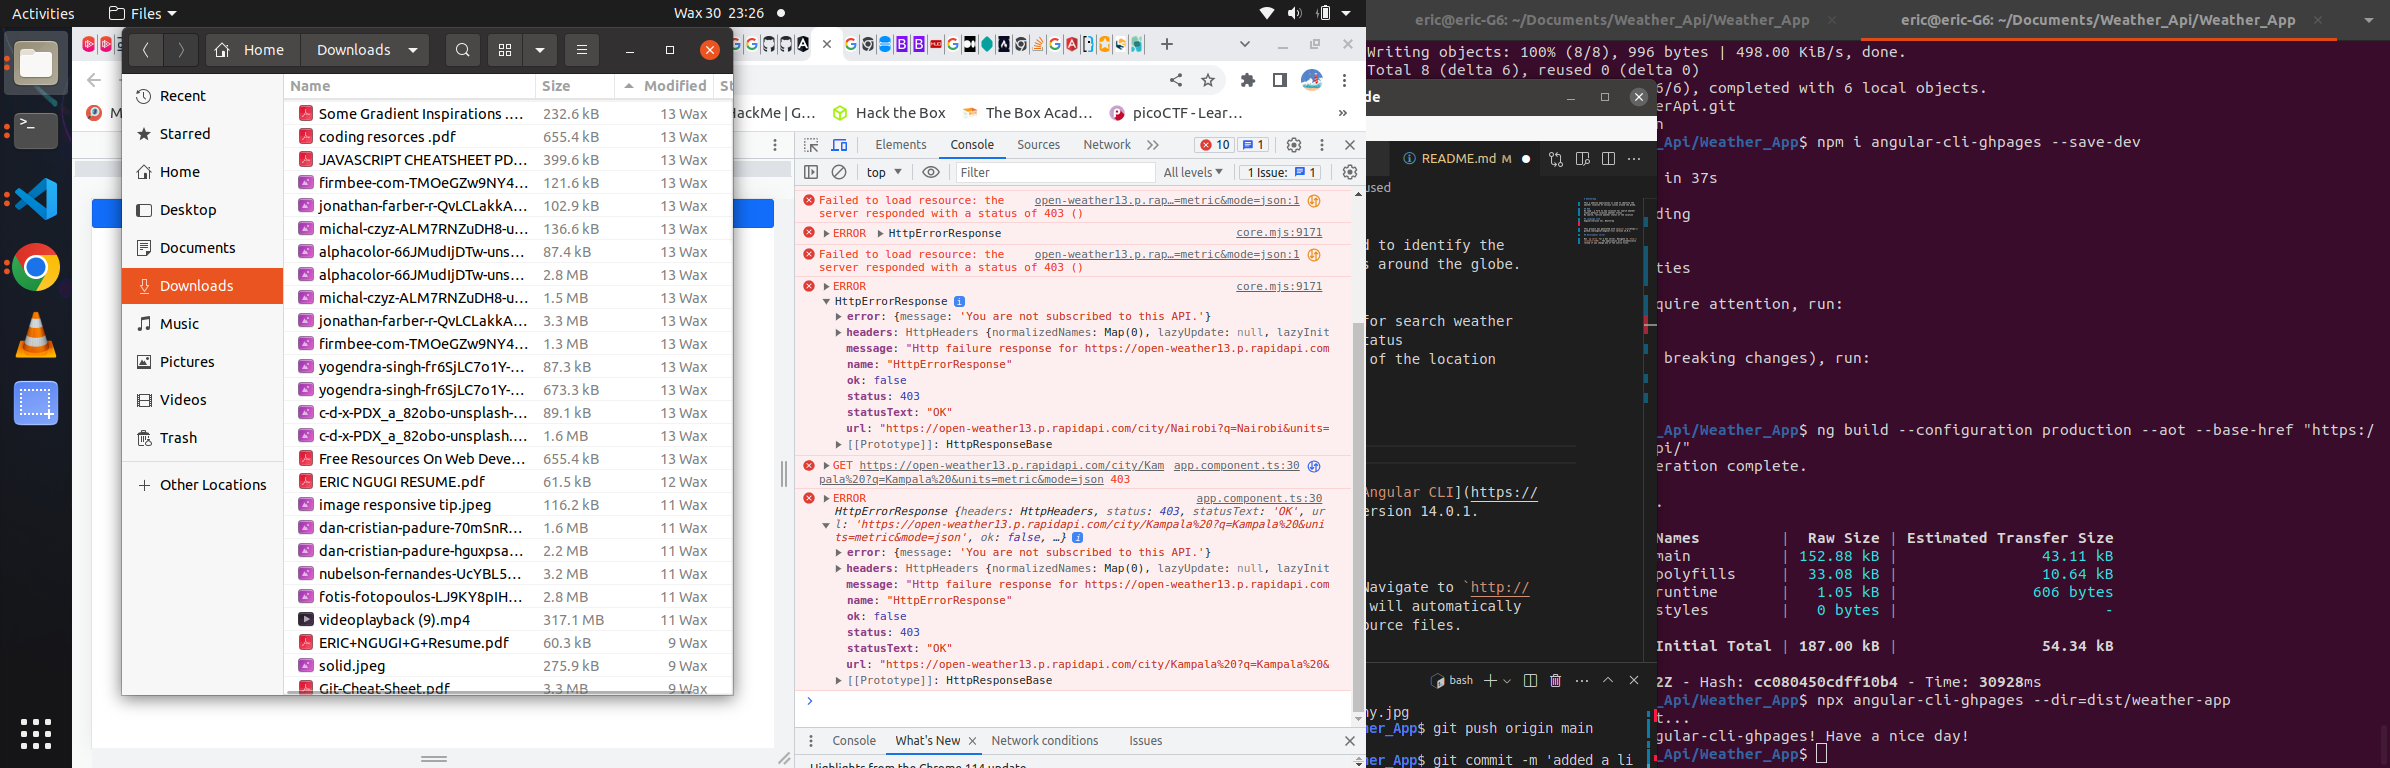 Activities
Files
Wax 30 23:26
Home
Downloads
Name
Size
Modified
St
Recent
Starred
Home
Desktop
Documents
Downloads
Music
Pictures
Videos
Trash
Other Locations
Some Gradient Inspirations .... 232.6 kB 13 Wax
coding resorces .pdf 655.4 kB 13 Wax
JAVASCRIPT CHEATSHEET PD... 399.6 kB 13 Wax
firmbee-com-TMOeGZw9NY4... 121.6 kB 13 Wax
jonathan-farber-r-QvLCLakkA... 102.9 kB 13 Wax
michal-czyz-ALM7RNZuDH8-u... 136.6 kB 13 Wax
alphacolor-66JMudIjDTw-uns... 87.4 kB 13 Wax
alphacolor-66JMudIjDTw-uns... 2.8 MB 13 Wax
michal-czyz-ALM7RNZuDH8-u... 1.5 MB 13 Wax
jonathan-farber-r-QvLCLakkA... 3.3 MB 13 Wax
firmbee-com-TMOeGZw9NY4... 1.3 MB 13 Wax
yogendra-singh-fr6SjLC7o1Y-... 87.3 kB 13 Wax
yogendra-singh-fr6SjLC7o1Y-... 673.3 kB 13 Wax
c-d-x-PDX_a_82obo-unsplash-... 89.1 kB 13 Wax
c-d-x-PDX_a_82obo-unsplash.... 1.6 MB 13 Wax
Free Resources On Web Deve... 655.4 kB 13 Wax
ERIC NGUGI RESUME.pdf 61.5 kB 12 Wax
image responsive tip.jpeg 116.2 kB 11 Wax
dan-cristian-padure-70mSnR... 1.6 MB 11 Wax
dan-cristian-padure-hguxpsa... 2.2 MB 11 Wax
nubelson-fernandes-UcYBL5... 3.2 MB 11 Wax
fotis-fotopoulos-LJ9KY8pIH... 2.8 MB 11 Wax
videoplayback (9).mp4 317.1 MB 11 Wax
ERIC+NGUGI+G+Resume.pdf 60.3 kB 9 Wax
solid.jpeg 275.9 kB 9 Wax
Git-Cheat-Sheet.pdf 3.3 MB 9 Wax
M
HackMe | G...
Hack the Box
The Box Acad...
picoCTF - Lear...
»
Elements
Console
Sources
Network
10
1
top
Filter
All levels
1 Issue:
1
Failed to load resource: the open-weather13.p.rap…=metric&mode=json:1
server responded with a status of 403 ()
ERROR HttpErrorResponse core.mjs:9171
Failed to load resource: the open-weather13.p.rap…=metric&mode=json:1
server responded with a status of 403 ()
ERROR core.mjs:9171
HttpErrorResponse i
error: {message: 'You are not subscribed to this API.'}
headers: HttpHeaders {normalizedNames: Map(0), lazyUpdate: null, lazyInit
message: "Http failure response for https://open-weather13.p.rapidapi.com
name: "HttpErrorResponse"
ok: false
status: 403
statusText: "OK"
url: "https://open-weather13.p.rapidapi.com/city/Nairobi?q=Nairobi&units=
[[Prototype]]: HttpResponseBase
GET https://open-weather13.p.rapidapi.com/city/Kam app.component.ts:30
pala%20?q=Kampala%20&units=metric&mode=json 403
ERROR app.component.ts:30
HttpErrorResponse {headers: HttpHeaders, status: 403, statusText: 'OK', ur
l: 'https://open-weather13.p.rapidapi.com/city/Kampala%20?q=Kampala%20&uni
ts=metric&mode=json', ok: false, …} i
error: {message: 'You are not subscribed to this API.'}
headers: HttpHeaders {normalizedNames: Map(0), lazyUpdate: null, lazyInit
message: "Http failure response for https://open-weather13.p.rapidapi.com
name: "HttpErrorResponse"
ok: false
status: 403
statusText: "OK"
url: "https://open-weather13.p.rapidapi.com/city/Kampala%20?q=Kampala%20&
[[Prototype]]: HttpResponseBase
>
Console
What's New
Network conditions
Issues
Highlights from the Chrome 114 update
de
README.md M
used
d to identify the
s around the globe.
for search weather
tatus
of the location
Angular CLI](https://
ersion 14.0.1.
Navigate to `http://
will automatically
ource files.
bash
ny.jpg
her_App$ git push origin main
her_App$ git commit -m 'added a li
eric@eric-G6: ~/Documents/Weather_Api/Weather_App
eric@eric-G6: ~/Documents/Weather_Api/Weather_App
Writing objects: 100% (8/8), 996 bytes | 498.00 KiB/s, done.
Total 8 (delta 6), reused 0 (delta 0)
6/6), completed with 6 local objects.
erApi.git
n
_Api/Weather_App$ npm i angular-cli-ghpages --save-dev
in 37s
ding
ties
quire attention, run:
breaking changes), run:
_Api/Weather_App$ ng build --configuration production --aot --base-href "https:/
pi/"
eration complete.
.
Names | Raw Size | Estimated Transfer Size
main | 152.88 kB | 43.11 kB
polyfills | 33.08 kB | 10.64 kB
runtime | 1.05 kB | 606 bytes
styles | 0 bytes | -
Initial Total | 187.00 kB | 54.34 kB
2Z - Hash: cc080450cdff10b4 - Time: 30928ms
_Api/Weather_App$ npx angular-cli-ghpages --dir=dist/weather-app
t...
gular-cli-ghpages! Have a nice day!
_Api/Weather_App$